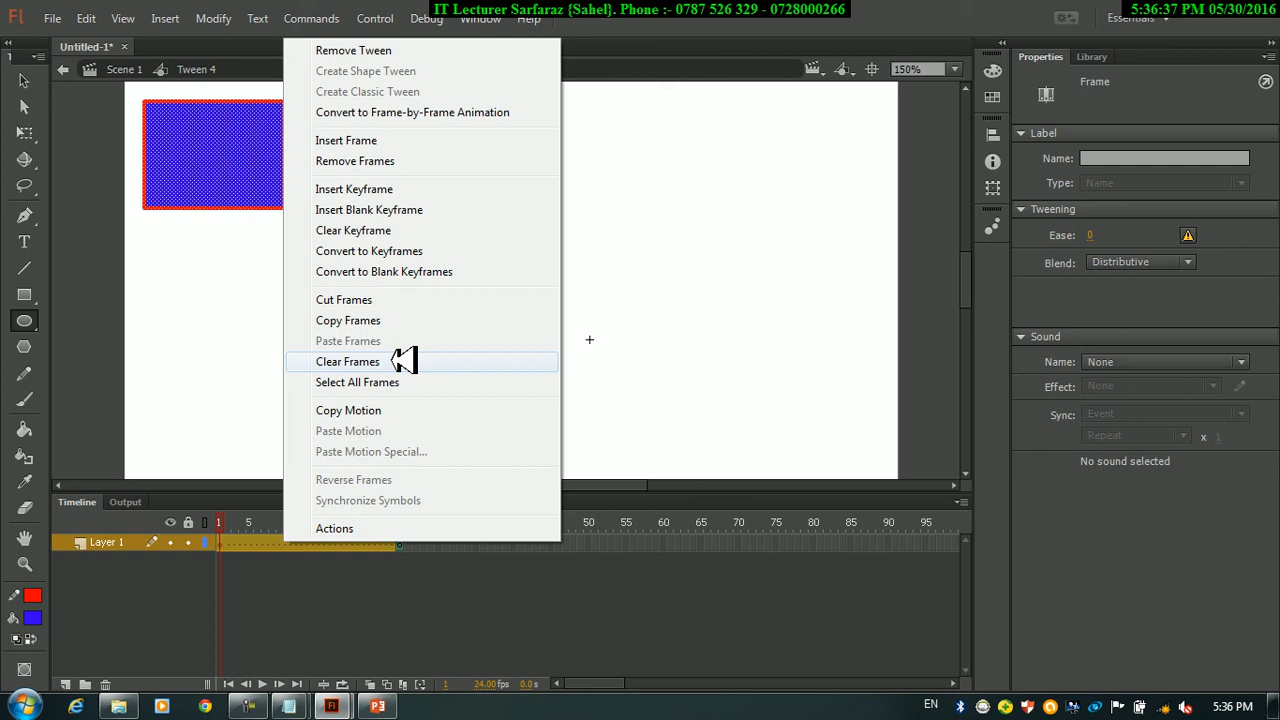 IT Lecturer Sarfaraz {Sahel}. Phone :- 0787 526 329 - 0728000266
5:36:37 PM 05/30/2016
Fl File Edit View Insert Modify Text Commands Control Debug Window Help Essentials
Untitled-1* ×
Scene 1 Tween 4
150%
Remove Tween
Create Shape Tween
Create Classic Tween
Convert to Frame-by-Frame Animation
Insert Frame
Remove Frames
Insert Keyframe
Insert Blank Keyframe
Clear Keyframe
Convert to Keyframes
Convert to Blank Keyframes
Cut Frames
Copy Frames
Paste Frames
Clear Frames
Select All Frames
Copy Motion
Paste Motion
Paste Motion Special...
Reverse Frames
Synchronize Symbols
Actions
Properties Library
Frame
Label
Name:
Type: Name
Tweening
Ease: 0
Blend: Distributive
Sound
Name: None
Effect: None
Sync: Event
Repeat x 1
No sound selected
Timeline Output
1 5 50 55 60 65 70 75 80 85 90 95
Layer 1
1 24.00fps 0.0s
EN 5:36 PM